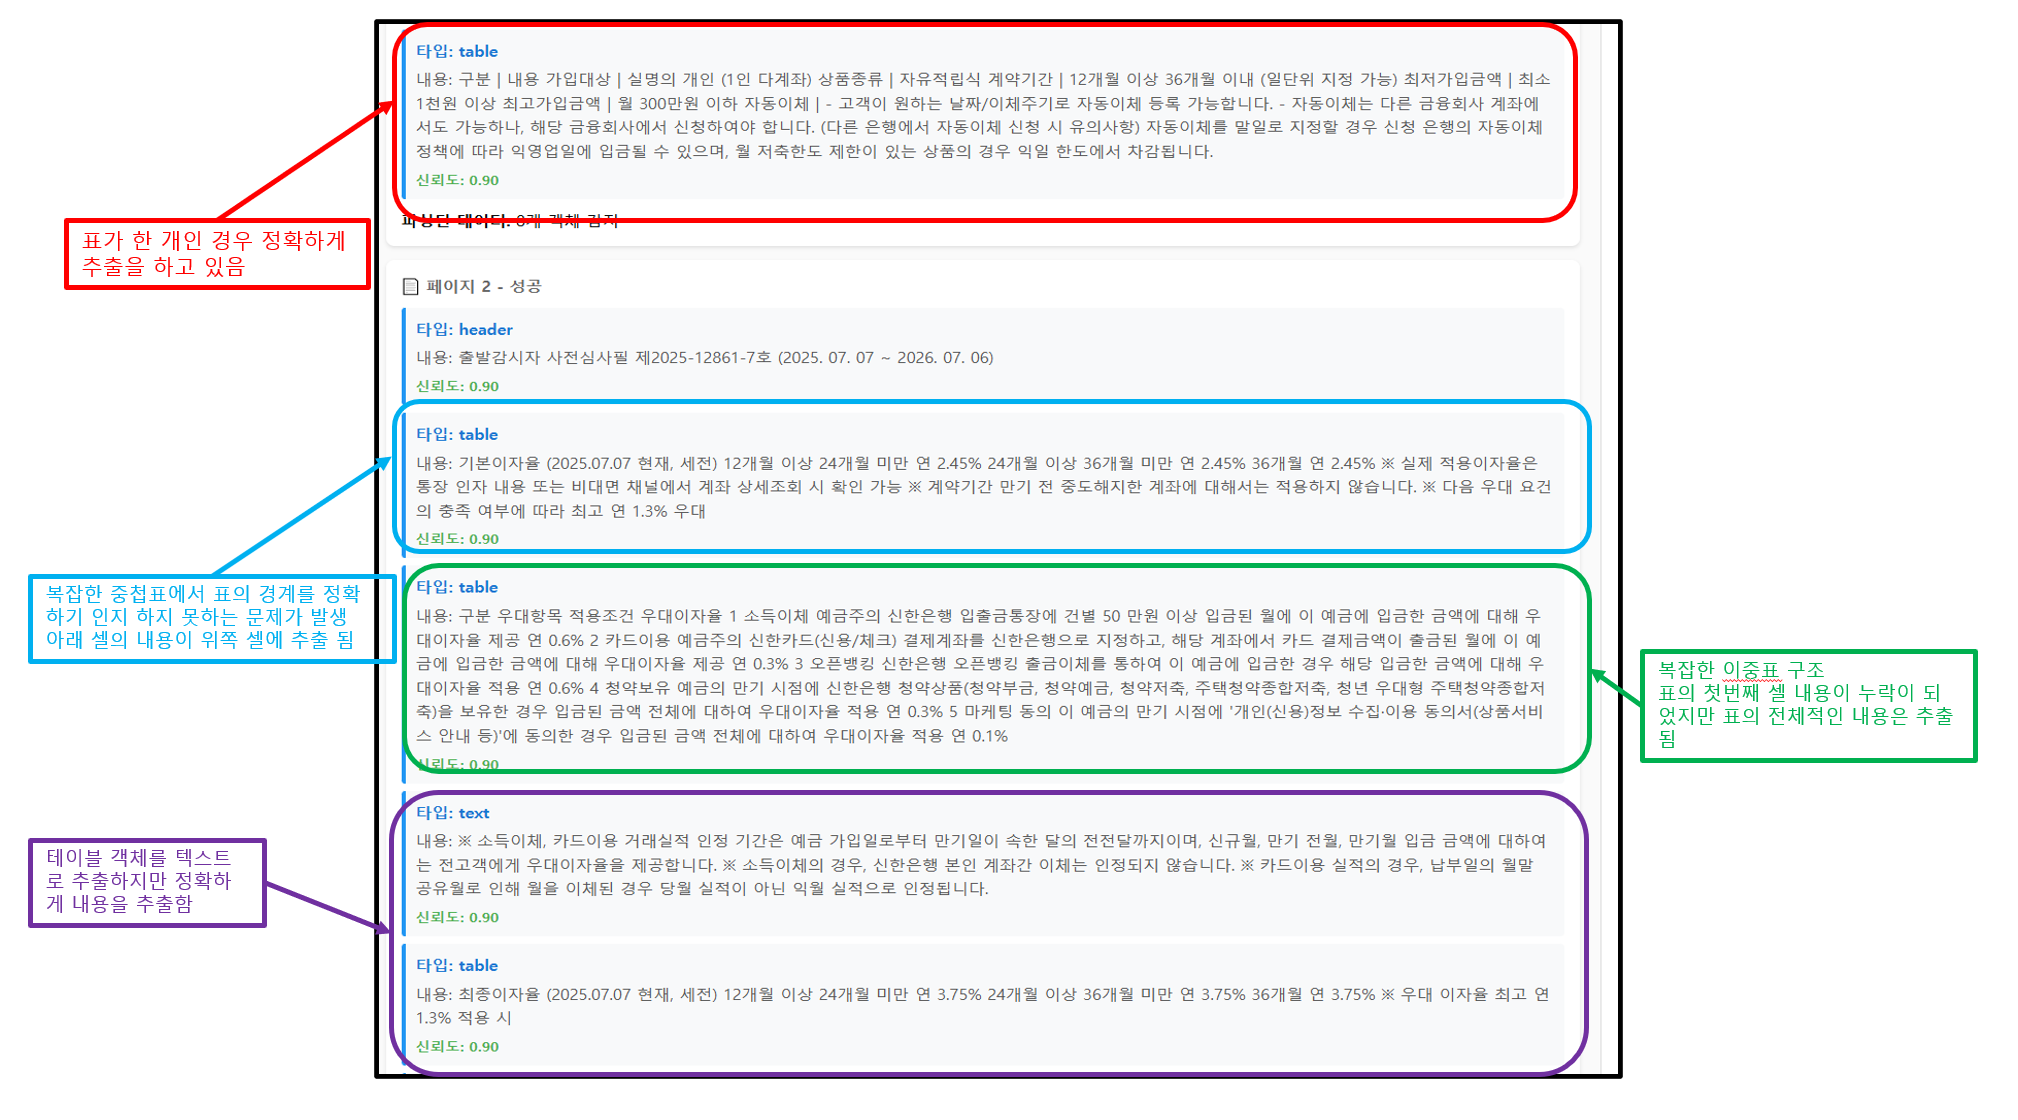 타입: table
내용: 구분 | 내용 가입대상 | 실명의 개인 (1인 다계좌) 상품종류 | 자유적립식 계약기간 | 12개월 이상 36개월 이내 (일단위 지정 가능) 최저가입금액 | 최소
1천원 이상 최고가입금액 | 월 300만원 이하 자동이체 | - 고객이 원하는 날짜/이체주기로 자동이체 등록 가능합니다. - 자동이체는 다른 금융회사 계좌에
서도 가능하나, 해당 금융회사에서 신청하여야 합니다. (다른 은행에서 자동이체 신청 시 유의사항) 자동이체를 말일로 지정할 경우 신청 은행의 자동이체
정책에 따라 익영업일에 입금될 수 있으며, 월 저축한도 제한이 있는 상품의 경우 익일 한도에서 차감됩니다.
신뢰도: 0.90
파싱된 데이터: 8개 객체 감지
표가 한 개인 경우 정확하게
추출을 하고 있음
페이지 2 - 성공
타입: header
내용: 출발감시자 사전심사필 제2025-12861-7호 (2025. 07. 07 ~ 2026. 07. 06)
신뢰도: 0.90
타입: table
내용: 기본이자율 (2025.07.07 현재, 세전) 12개월 이상 24개월 미만 연 2.45% 24개월 이상 36개월 미만 연 2.45% 36개월 연 2.45% ※ 실제 적용이자율은
통장 인자 내용 또는 비대면 채널에서 계좌 상세조회 시 확인 가능 ※ 계약기간 만기 전 중도해지한 계좌에 대해서는 적용하지 않습니다. ※ 다음 우대 요건
의 충족 여부에 따라 최고 연 1.3% 우대
신뢰도: 0.90
복잡한 중첩표에서 표의 경계를 정확
하기 인지 하지 못하는 문제가 발생
아래 셀의 내용이 위쪽 셀에 추출 됨
타입: table
내용: 구분 우대항목 적용조건 우대이자율 1 소득이체 예금주의 신한은행 입출금통장에 건별 50 만원 이상 입금된 월에 이 예금에 입금한 금액에 대해 우
대이자율 제공 연 0.6% 2 카드이용 예금주의 신한카드(신용/체크) 결제계좌를 신한은행으로 지정하고, 해당 계좌에서 카드 결제금액이 출금된 월에 이 예
금에 입금한 금액에 대해 우대이자율 제공 연 0.3% 3 오픈뱅킹 신한은행 오픈뱅킹 출금이체를 통하여 이 예금에 입금한 경우 해당 입금한 금액에 대해 우
대이자율 적용 연 0.6% 4 청약보유 예금의 만기 시점에 신한은행 청약상품(청약부금, 청약예금, 청약저축, 주택청약종합저축, 청년 우대형 주택청약종합저
축)을 보유한 경우 입금된 금액 전체에 대하여 우대이자율 적용 연 0.3% 5 마케팅 동의 이 예금의 만기 시점에 '개인(신용)정보 수집·이용 동의서(상품서비
스 안내 등)'에 동의한 경우 입금된 금액 전체에 대하여 우대이자율 적용 연 0.1%
신뢰도: 0.90
복잡한 이중표 구조
표의 첫번째 셀 내용이 누락이 되
었지만 표의 전체적인 내용은 추출
됨
타입: text
내용: ※ 소득이체, 카드이용 거래실적 인정 기간은 예금 가입일로부터 만기일이 속한 달의 전전달까지이며, 신규월, 만기 전월, 만기월 입금 금액에 대하여
는 전고객에게 우대이자율을 제공합니다. ※ 소득이체의 경우, 신한은행 본인 계좌간 이체는 인정되지 않습니다. ※ 카드이용 실적의 경우, 납부일의 월말
공유월로 인해 월을 이체된 경우 당월 실적이 아닌 익월 실적으로 인정됩니다.
신뢰도: 0.90
테이블 객체를 텍스트
로 추출하지만 정확하
게 내용을 추출함
타입: table
내용: 최종이자율 (2025.07.07 현재, 세전) 12개월 이상 24개월 미만 연 3.75% 24개월 이상 36개월 미만 연 3.75% 36개월 연 3.75% ※ 우대 이자율 최고 연
1.3% 적용 시
신뢰도: 0.90